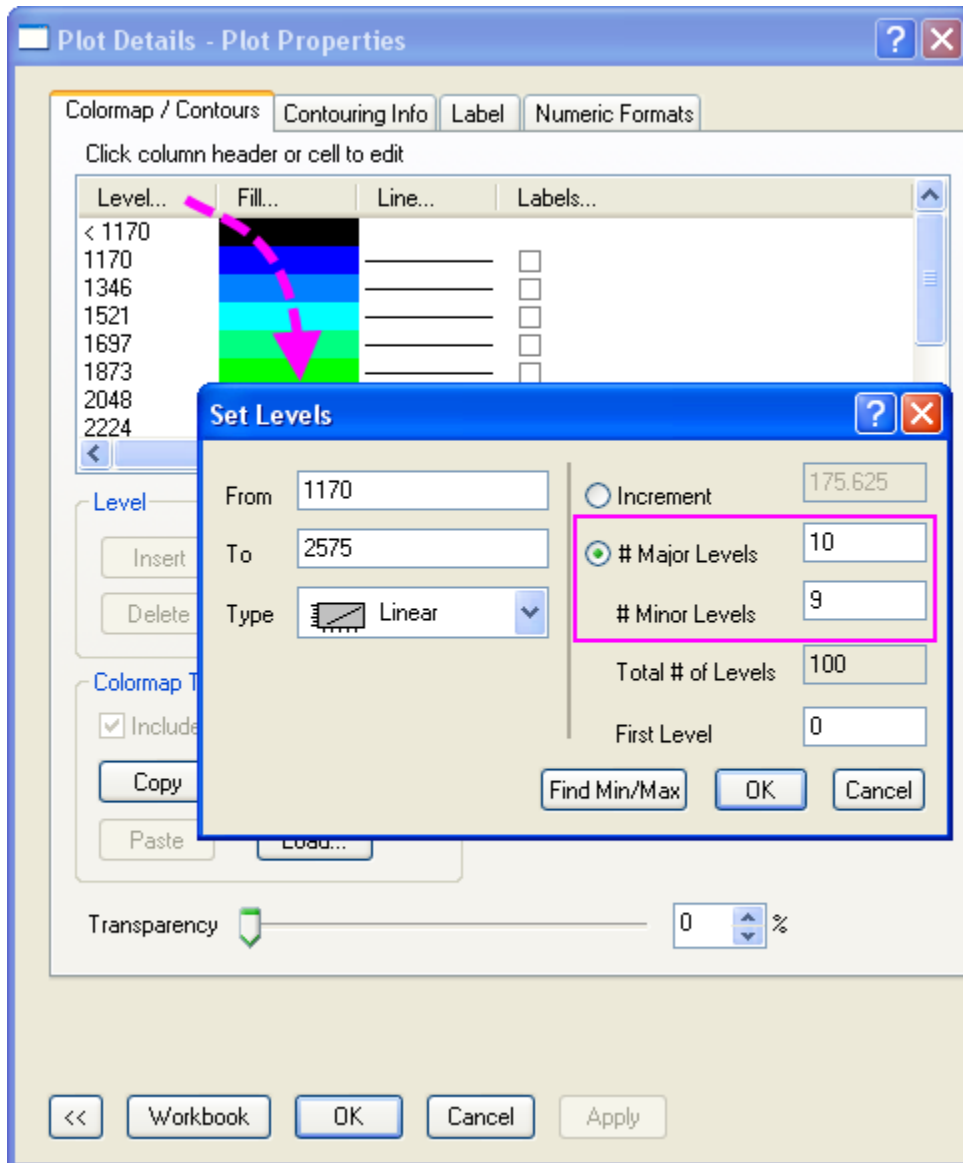 Plot Details - Plot Properties
Colormap / Contours Contouring Info Label Numeric Formats
Click column header or cell to edit
Level... Fill... Line... Labels...
< 1170
1170
1346
1521
1697
1873
2048
2224
Set Levels
From 1170
To 2575
Type Linear
Increment 175.625
# Major Levels 10
# Minor Levels 9
Total # of Levels 100
First Level 0
Find Min/Max OK Cancel
Level
Insert
Delete
Colormap T
Include
Copy
Paste Load...
Transparency 0 %
<< Workbook OK Cancel Apply